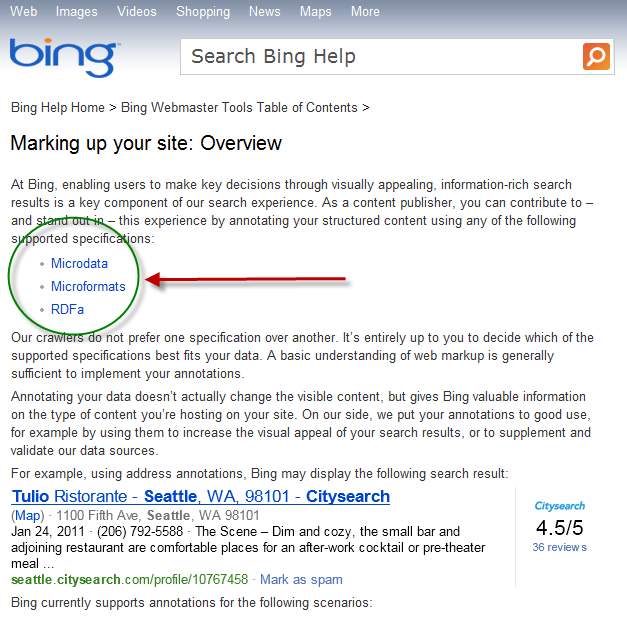 Web Images Videos Shopping News Maps More
bing™
Search Bing Help
Bing Help Home > Bing Webmaster Tools Table of Contents >
Marking up your site: Overview
At Bing, enabling users to make key decisions through visually appealing, information-rich search
results is a key component of our search experience. As a content publisher, you can contribute to –
and stand out in – this experience by annotating your structured content using any of the following
supported specifications:
• Microdata
• Microformats
• RDFa
Our crawlers do not prefer one specification over another. It's entirely up to you to decide which of the
supported specifications best fits your data. A basic understanding of web markup is generally
sufficient to implement your annotations.
Annotating your data doesn't actually change the visible content, but gives Bing valuable information
on the type of content you're hosting on your site. On our side, we put your annotations to good use,
for example by using them to increase the visual appeal of your search results, or to supplement and
validate our data sources.
For example, using address annotations, Bing may display the following search result:
Tulio Ristorante - Seattle, WA, 98101 - Citysearch
(Map) · 1100 Fifth Ave, Seattle, WA 98101
Jan 24, 2011 · (206) 792-5588 · The Scene – Dim and cozy, the small bar and
adjoining restaurant are comfortable places for an after-work cocktail or pre-theater
meal ...
seattle.citysearch.com/profile/10767458 · Mark as spam
Citysearch
4.5/5
36 reviews
Bing currently supports annotations for the following scenarios: